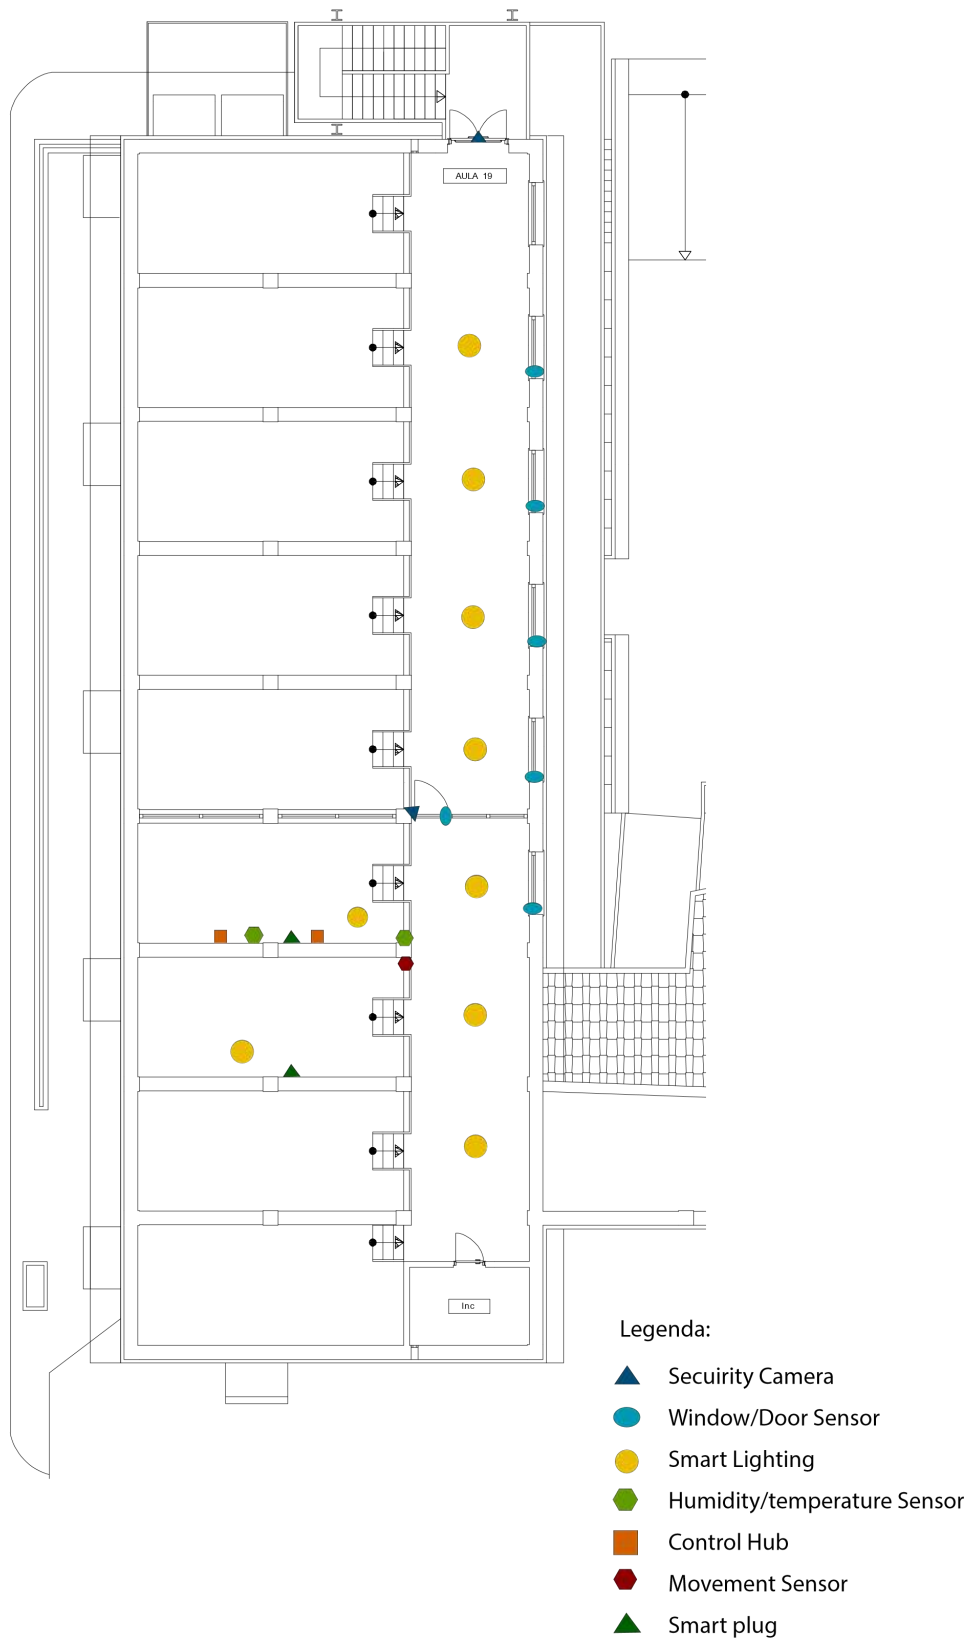 AULA 19
Inc
Legenda:
Secuirity Camera
Window/Door Sensor
Smart Lighting
Humidity/temperature Sensor
Control Hub
Movement Sensor
Smart plug